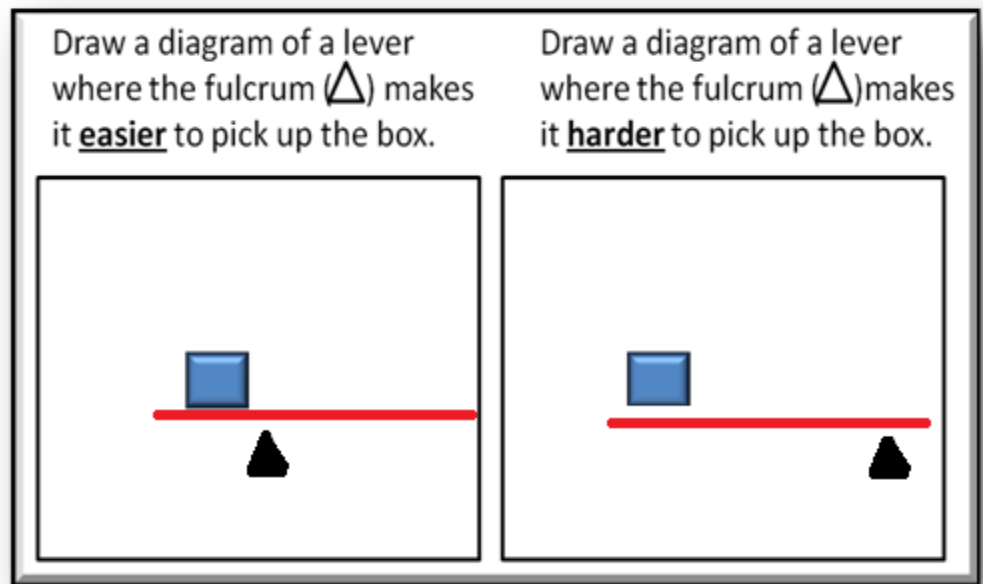 Draw a diagram of a lever
where the fulcrum (△) makes
it easier to pick up the box.
Draw a diagram of a lever
where the fulcrum (△)makes
it harder to pick up the box.